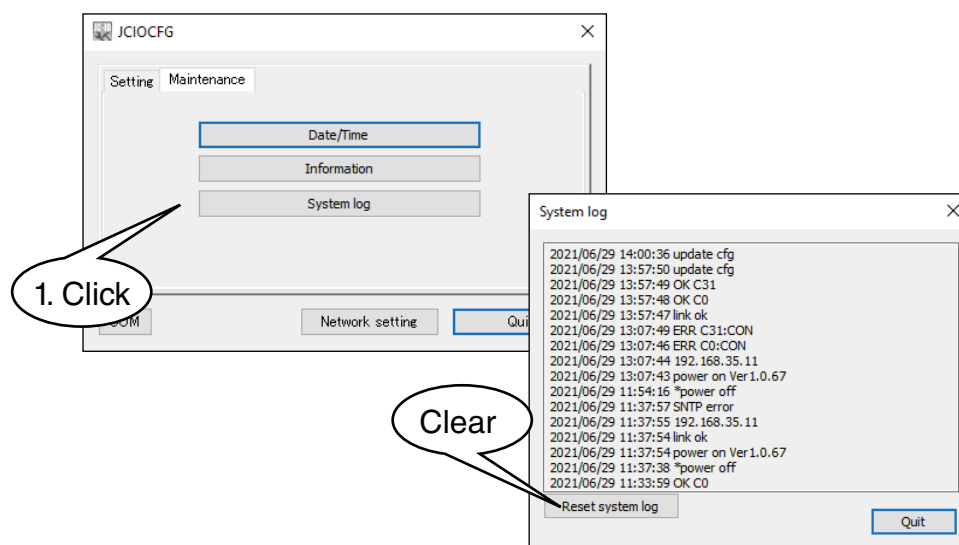 JCIOCFG
Setting Maintenance
Date/Time
Information
System log
1. Click
Network setting
System log
2021/06/29 14:00:36 update cfg
2021/06/29 13:57:50 update cfg
2021/06/29 13:57:49 OK C31
2021/06/29 13:57:48 OK C0
2021/06/29 13:57:47 link ok
2021/06/29 13:07:49 ERR C31:CON
2021/06/29 13:07:46 ERR C0:CON
2021/06/29 13:07:44 192.168.35.11
2021/06/29 13:07:43 power on Ver1.0.67
2021/06/29 11:54:16 *power off
2021/06/29 11:37:57 SNTP error
2021/06/29 11:37:55 192.168.35.11
2021/06/29 11:37:54 link ok
2021/06/29 11:37:54 power on Ver1.0.67
2021/06/29 11:37:38 *power off
2021/06/29 11:33:59 OK C0
Clear
Reset system log
Quit